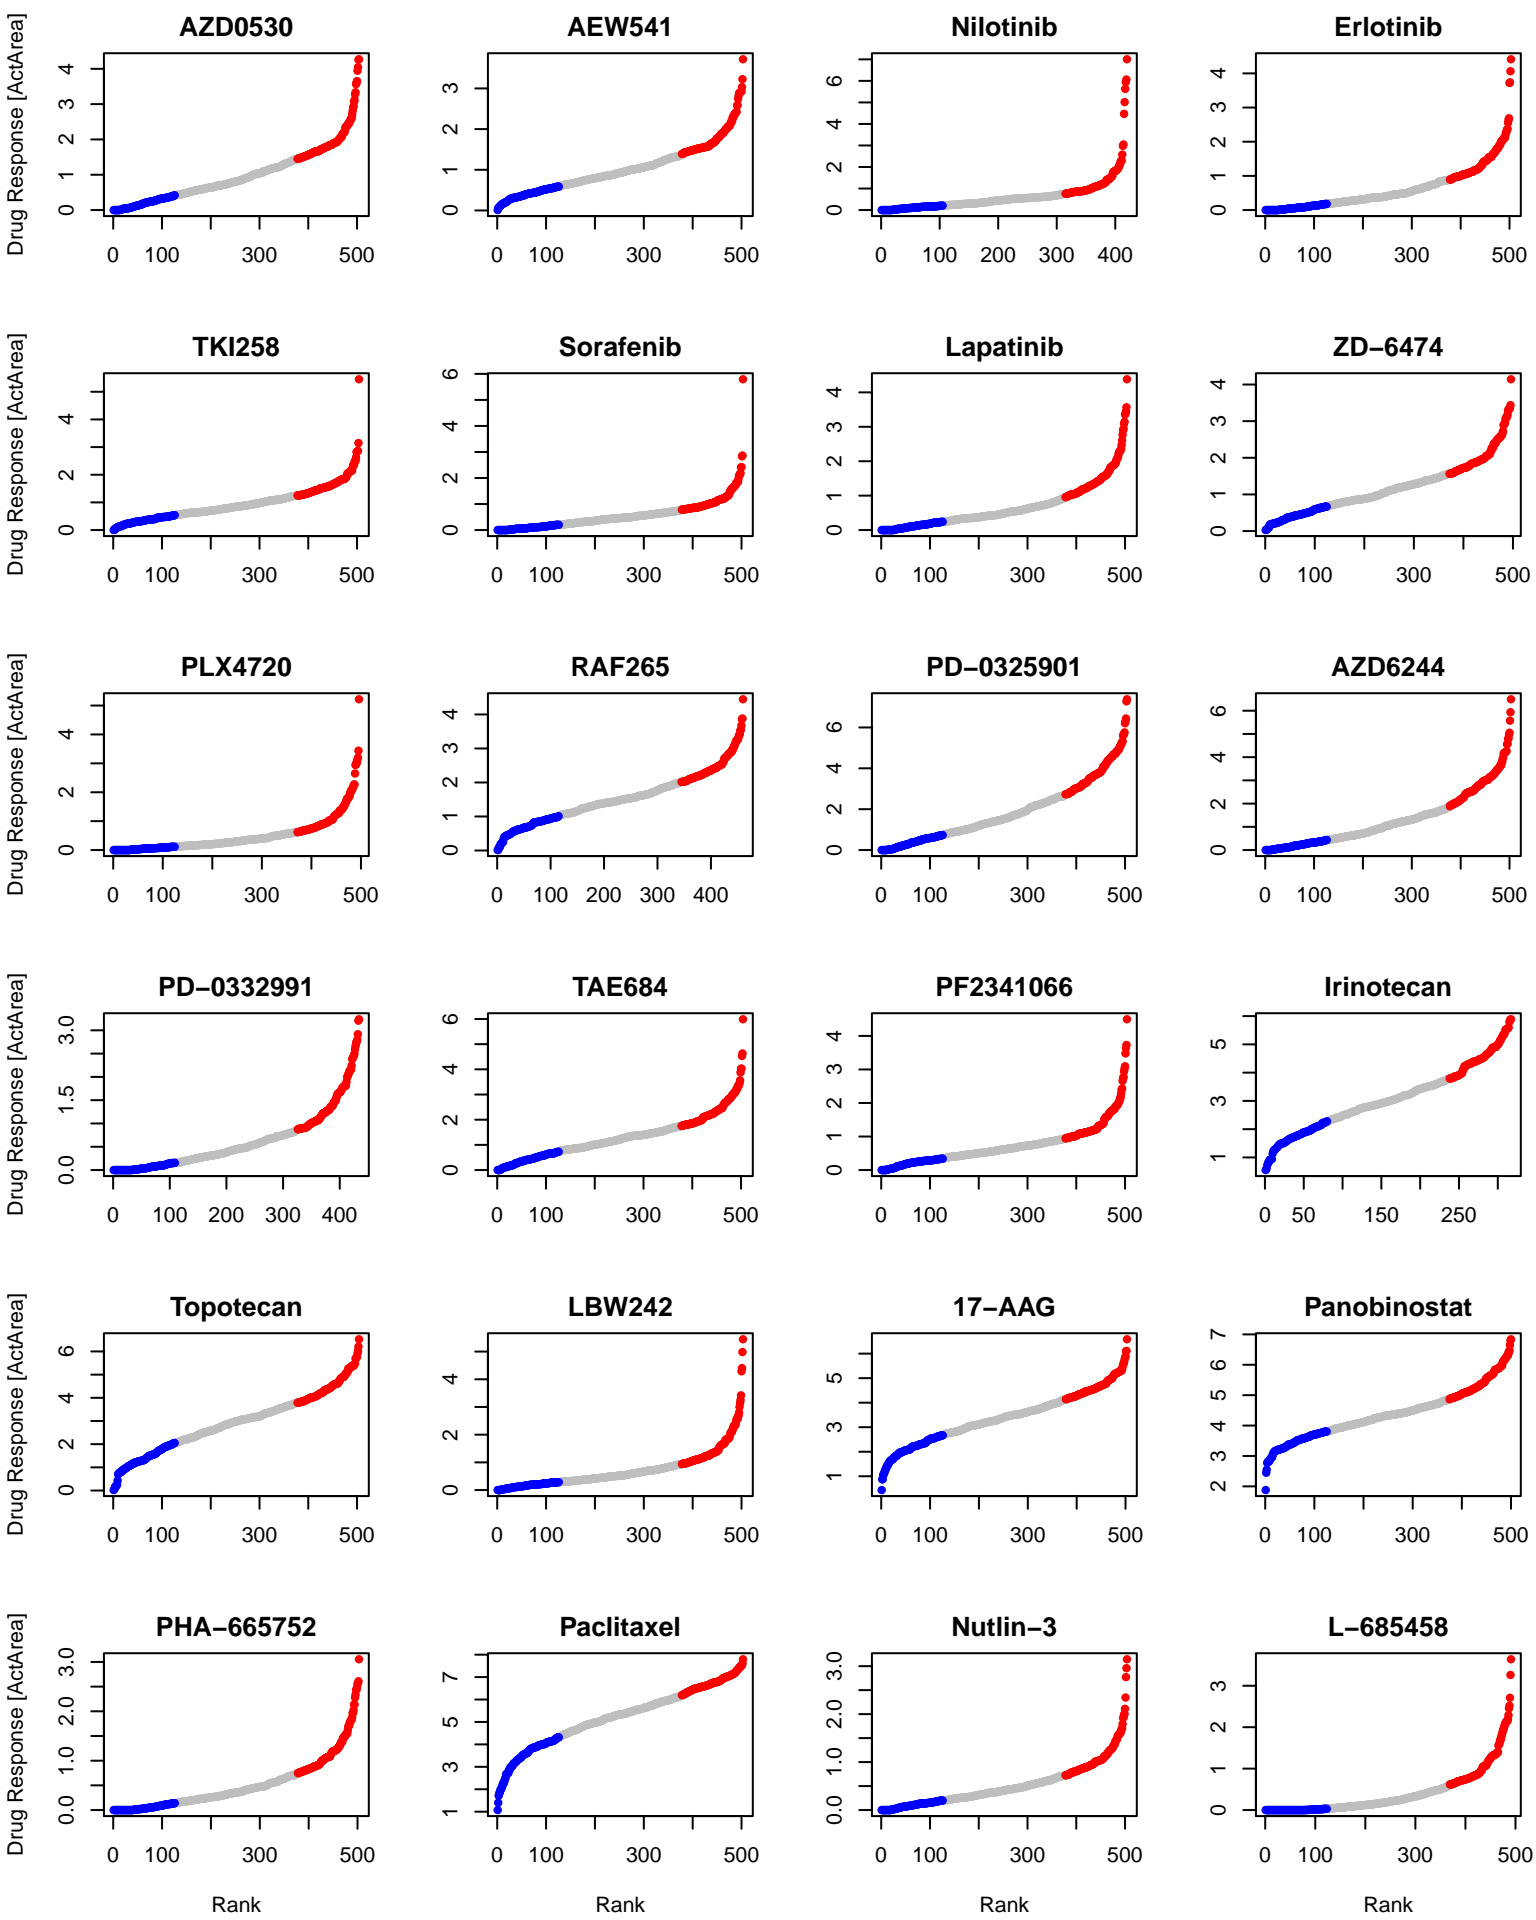 AZD0530 AEW541 Nilotinib Erlotinib
Drug Response [ActArea]
0 1 2 3 4
0 100 300 500
0 1 2 3
0 100 300 500
0 2 4 6
0 100 200 300 400
0 1 2 3 4
0 100 300 500
TKI258 Sorafenib Lapatinib ZD−6474
Drug Response [ActArea]
0 2 4
0 100 300 500
0 2 4 6
0 100 300 500
0 1 2 3 4
0 100 300 500
0 1 2 3 4
0 100 300 500
PLX4720 RAF265 PD−0325901 AZD6244
Drug Response [ActArea]
0 2 4
0 100 300 500
0 1 2 3 4
0 100 200 300 400
0 2 4 6
0 100 300 500
0 2 4 6
0 100 300 500
PD−0332991 TAE684 PF2341066 Irinotecan
Drug Response [ActArea]
0.0 1.5 3.0
0 100 200 300 400
0 2 4 6
0 100 300 500
0 1 2 3 4
0 100 300 500
1 3 5
0 50 150 250
Topotecan LBW242 17−AAG Panobinostat
Drug Response [ActArea]
0 2 4 6
0 100 300 500
0 2 4
0 100 300 500
1 3 5
0 100 300 500
2 3 4 5 6 7
0 100 300 500
PHA−665752 Paclitaxel Nutlin−3 L−685458
Drug Response [ActArea]
0.0 1.0 2.0 3.0
0 100 300 500
1 3 5 7
0 100 300 500
0.0 1.0 2.0 3.0
0 100 300 500
0 1 2 3
0 100 300 500
Rank Rank Rank Rank